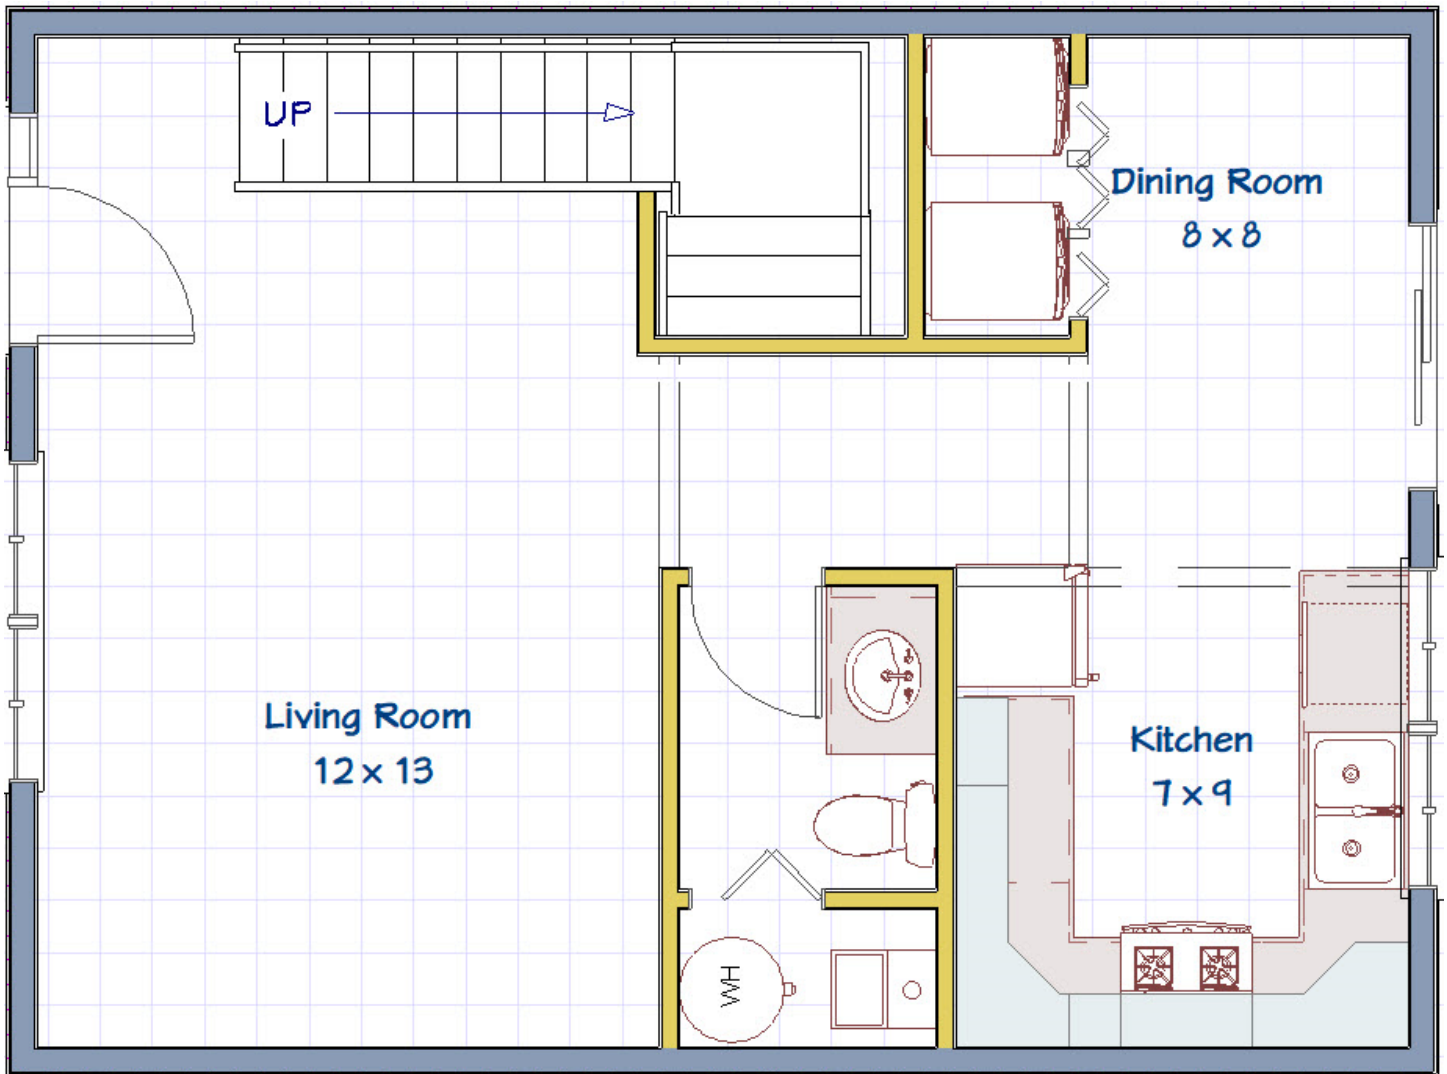 UP
Dining Room
8 x 8
Living Room
12 x 13
Kitchen
7 x 9
WH